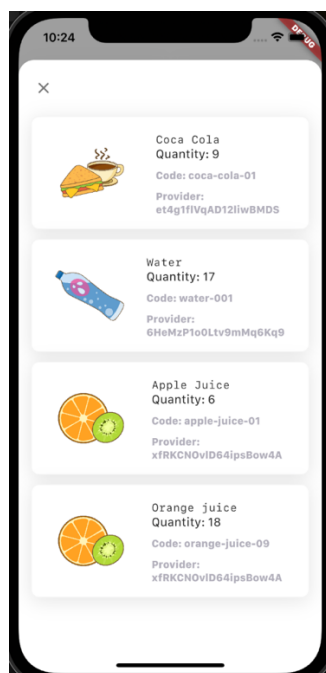 10:24
DEBUG
Coca Cola
Quantity: 9
Code: coca-cola-01
Provider:
et4g1flVqAD12liwBMDS
Water
Quantity: 17
Code: water-001
Provider:
6HeMzP1o0Ltv9mMq6Kq9
Apple Juice
Quantity: 6
Code: apple-juice-01
Provider:
xfRKCNOvlD64ipsBow4A
Orange juice
Quantity: 18
Code: orange-juice-09
Provider:
xfRKCNOvlD64ipsBow4A